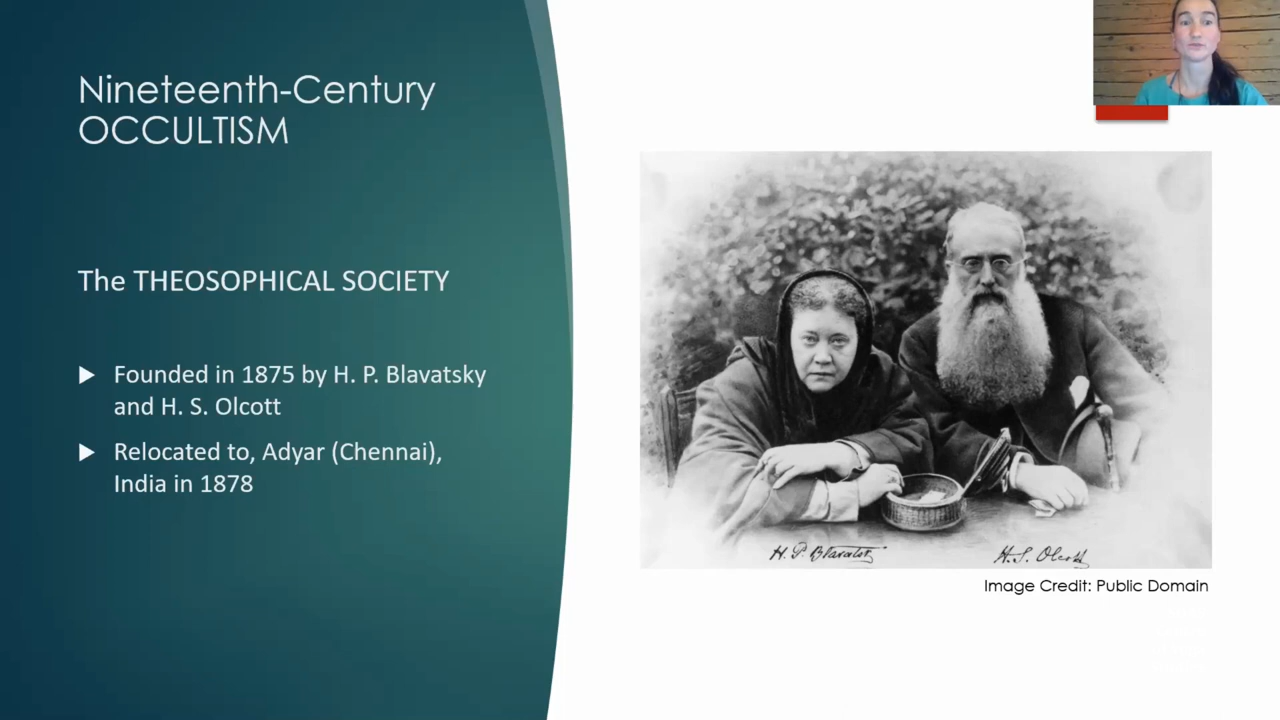 Nineteenth-Century
OCCULTISM
The THEOSOPHICAL SOCIETY
Founded in 1875 by H. P. Blavatsky
and H. S. Olcott
Relocated to, Adyar (Chennai),
India in 1878
H. P. Blavatsky
H. S. Olcott
Image Credit: Public Domain